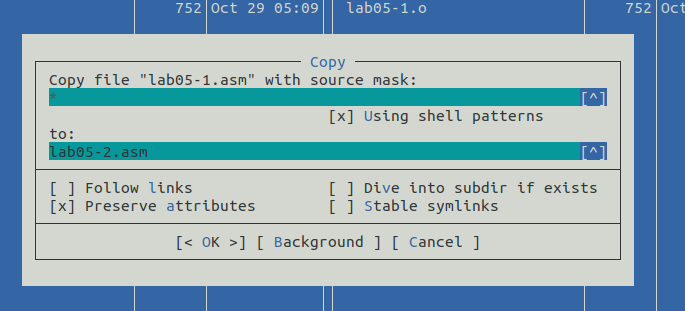 752 Oct 29 05:09 lab05-1.o 752 Oct
Copy
Copy file "lab05-1.asm" with source mask:
* [^]
[x] Using shell patterns
to:
lab05-2.asm [^]
[ ] Follow links [ ] Dive into subdir if exists
[x] Preserve attributes [ ] Stable symlinks
[< OK >] [ Background ] [ Cancel ]